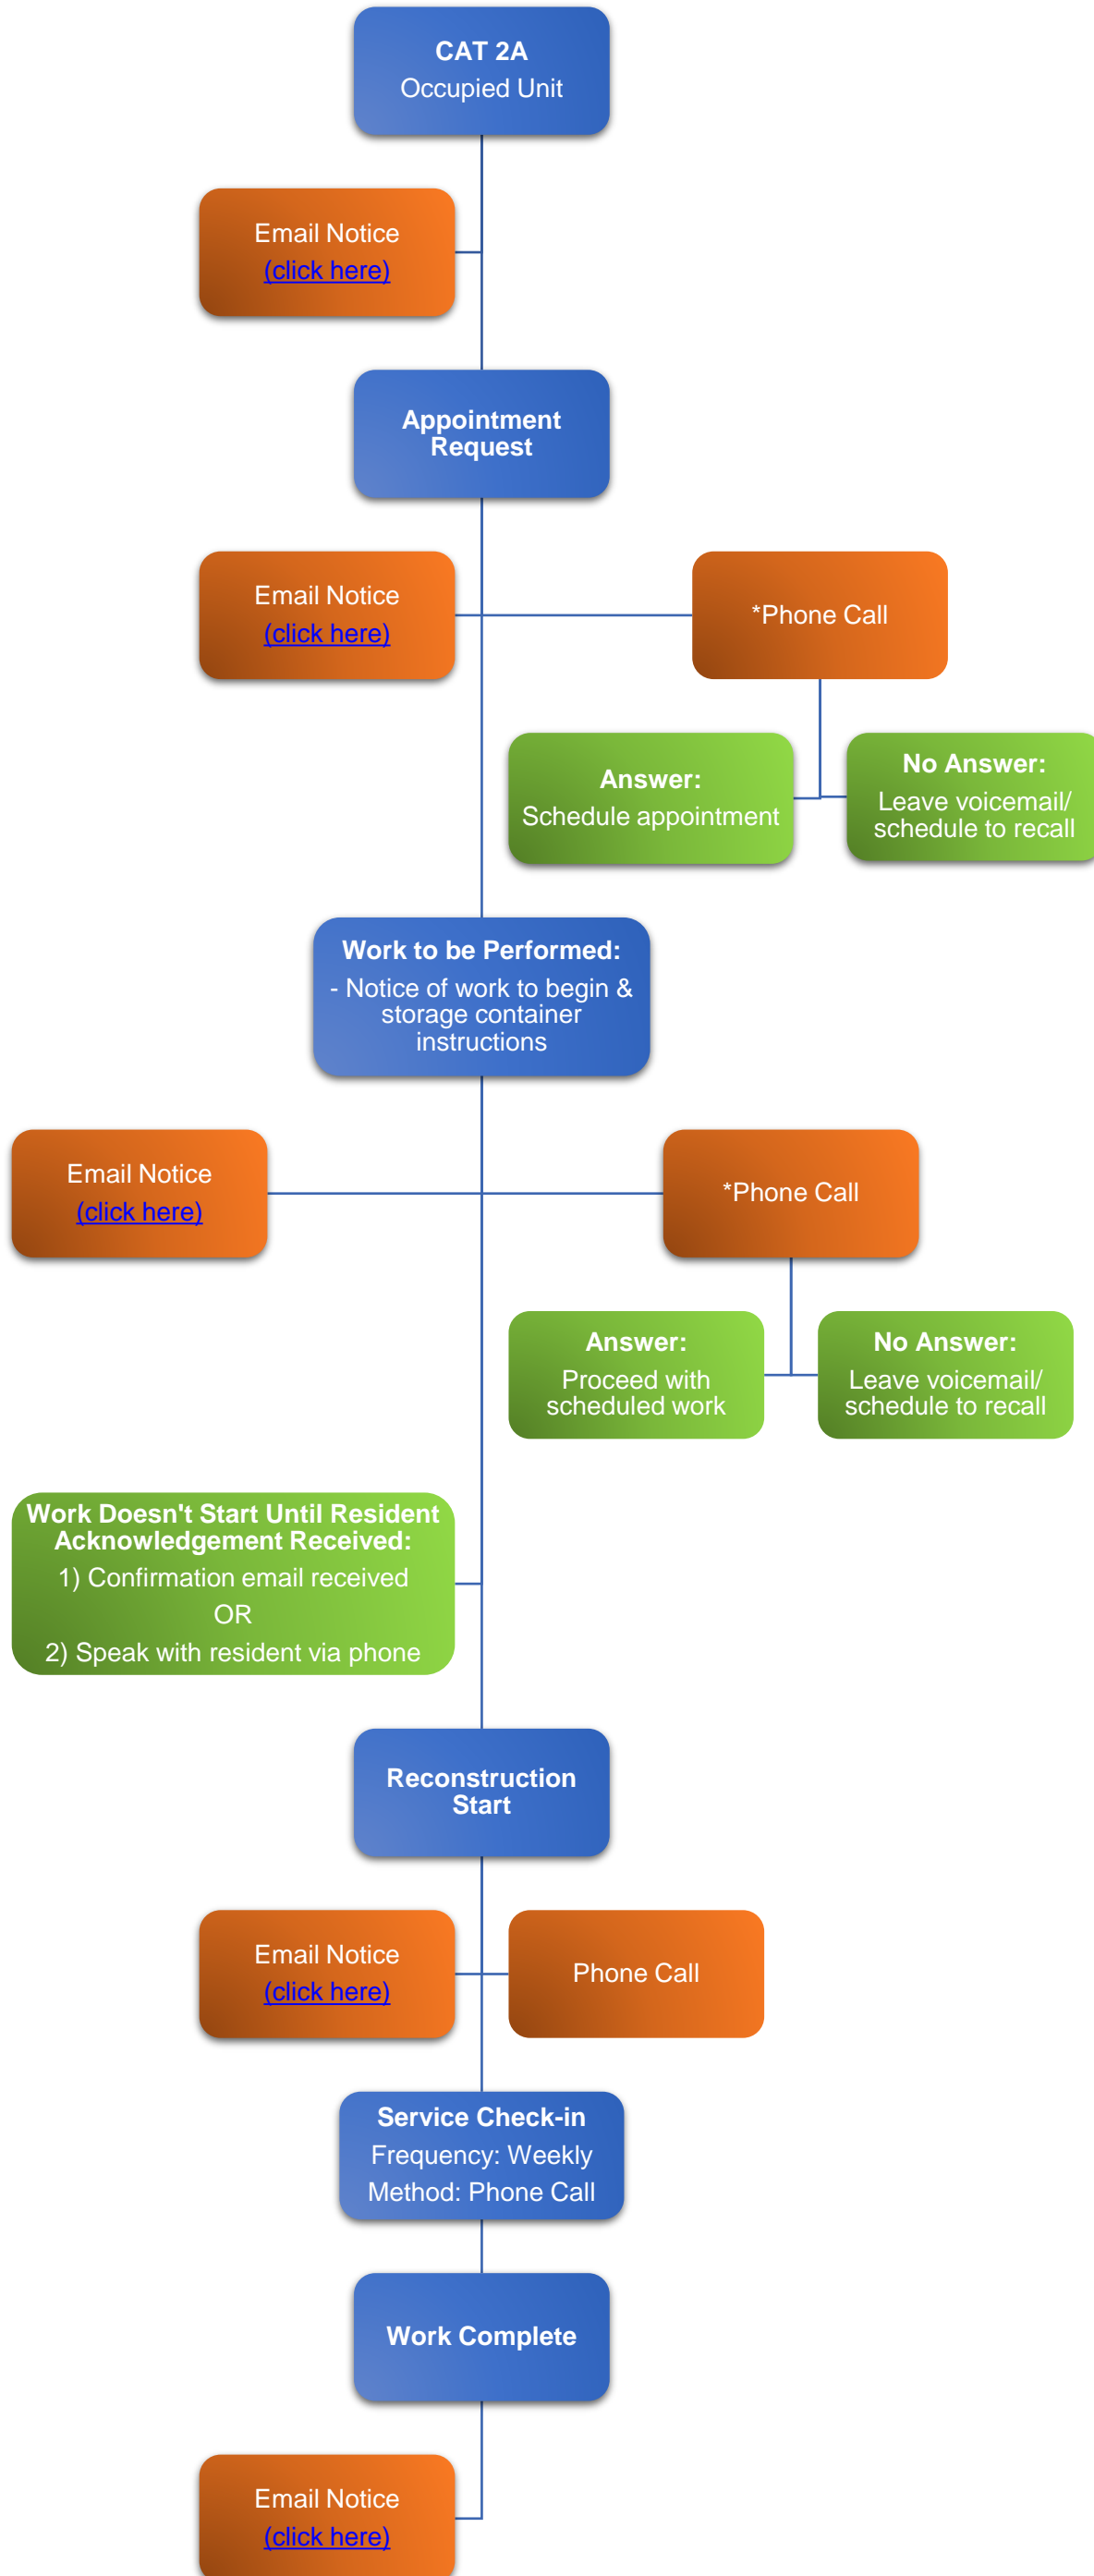 CAT 2A
Occupied Unit
Email Notice
(click here)
Appointment
Request
Email Notice
(click here)
*Phone Call
Answer:
Schedule appointment
No Answer:
Leave voicemail/
schedule to recall
Work to be Performed:
- Notice of work to begin &
storage container
instructions
Email Notice
(click here)
*Phone Call
Answer:
Proceed with
scheduled work
No Answer:
Leave voicemail/
schedule to recall
Work Doesn't Start Until Resident
Acknowledgement Received:
1) Confirmation email received
OR
2) Speak with resident via phone
Reconstruction
Start
Email Notice
(click here)
Phone Call
Service Check-in
Frequency: Weekly
Method: Phone Call
Work Complete
Email Notice
(click here)